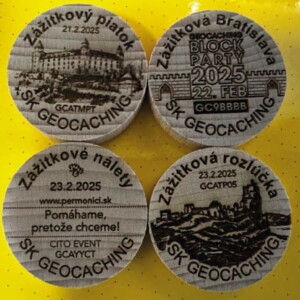 Zážitkový piatok
21.2.2025
GCATMPT
SK GEOCACHING
Zážitková Bratislava
GEOCACHING
BLOCK
PARTY
2025
22. FEB
GC9BBBB
SK GEOCACHING
Zážitkové nálety
23.2.2025
www.permonici.sk
Pomáhame,
pretože chceme!
CITO EVENT
GCAYYCT
SK GEOCACHING
Zážitková rozlúčka
23.2.2025
GCATP05
SK GEOCACHING